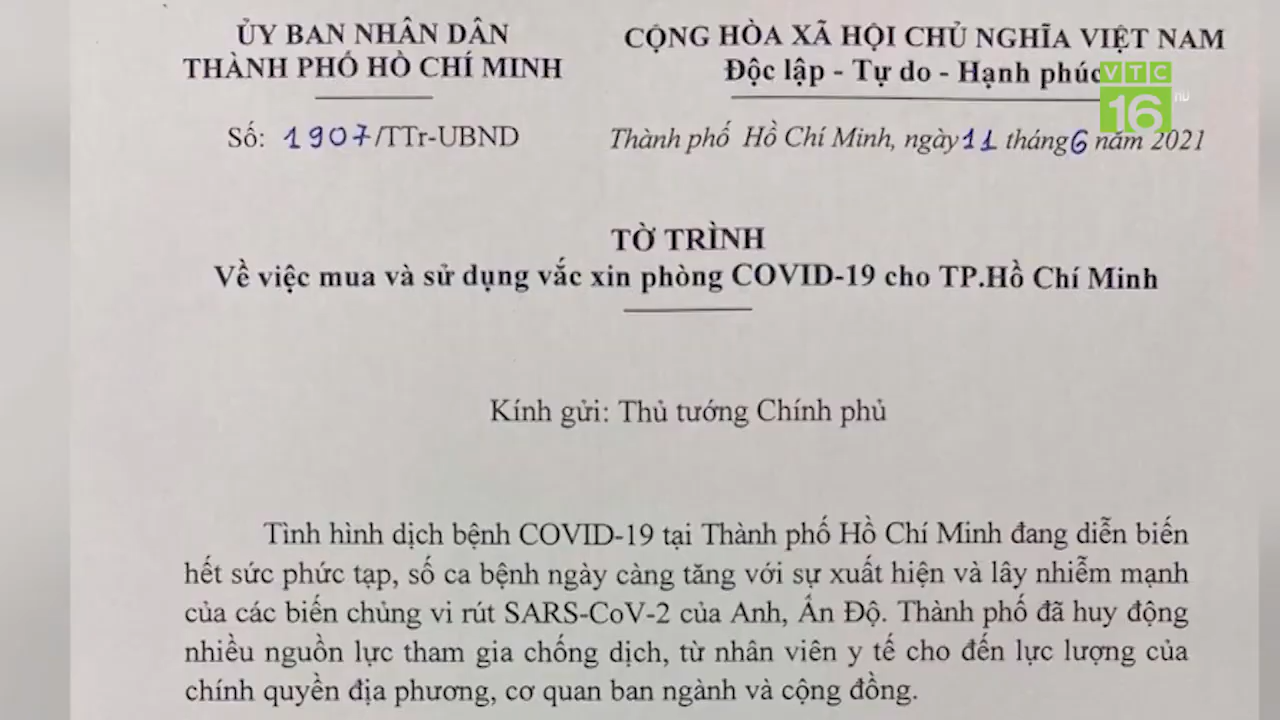 ỦY BAN NHÂN DÂN
THÀNH PHỐ HỒ CHÍ MINH
CỘNG HÒA XÃ HỘI CHỦ NGHĨA VIỆT NAM
Độc lập - Tự do - Hạnh phúc
VTC
16
HD
Số: 1907/TTr-UBND
Thành phố Hồ Chí Minh, ngày 11 tháng 6 năm 2021
TỜ TRÌNH
Về việc mua và sử dụng vắc xin phòng COVID-19 cho TP.Hồ Chí Minh
Kính gửi: Thủ tướng Chính phủ
Tình hình dịch bệnh COVID-19 tại Thành phố Hồ Chí Minh đang diễn biến
hết sức phức tạp, số ca bệnh ngày càng tăng với sự xuất hiện và lây nhiễm mạnh
của các biến chủng vi rút SARS-CoV-2 của Anh, Ấn Độ. Thành phố đã huy động
nhiều nguồn lực tham gia chống dịch, từ nhân viên y tế cho đến lực lượng của
chính quyền địa phương, cơ quan ban ngành và cộng đồng.